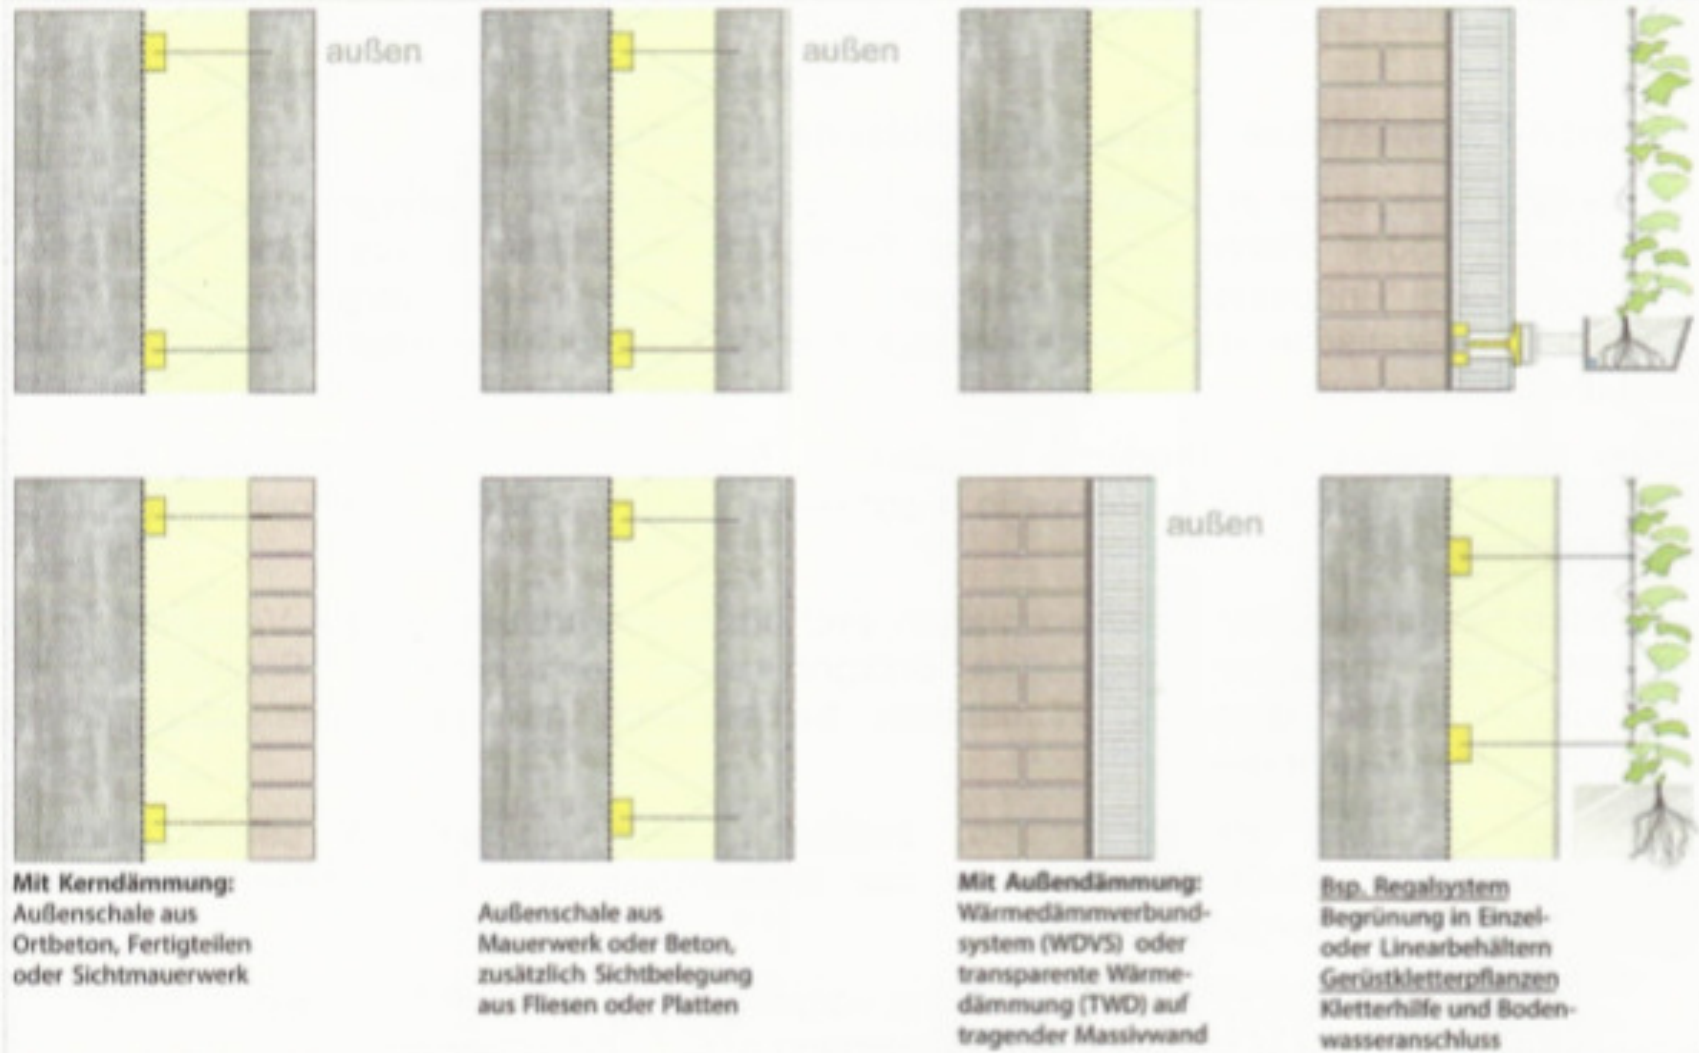 außen
außen
außen
Mit Kerndämmung:
Außenschale aus
Ortbeton, Fertigteilen
oder Sichtmauerwerk
Außenschale aus
Mauerwerk oder Beton,
zusätzlich Sichtbelegung
aus Fliesen oder Platten
Mit Außendämmung:
Wärmedämmverbund-
system (WDVS) oder
transparente Wärme-
dämmung (TWD) auf
tragender Massivwand
Bsp. Regalsystem
Begrünung in Einzel-
oder Linearbehältern
Gerüstkletterpflanzen
Kletterhilfe und Boden-
wasseranschluss